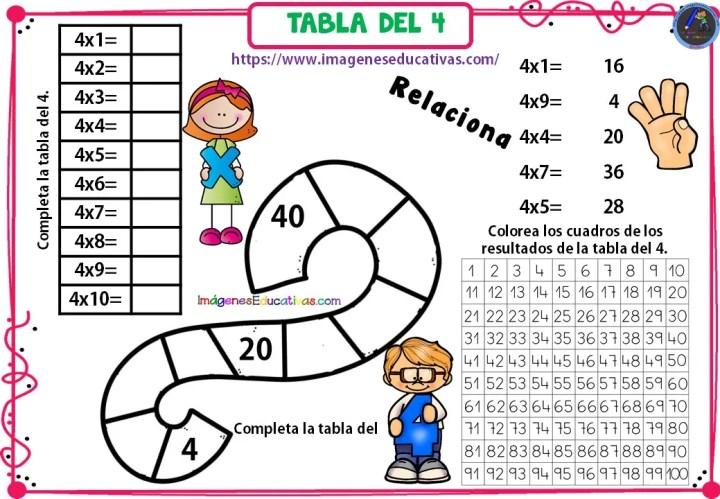 TABLA DEL 4
https://www.imageneseducativas.com/
Completa la tabla del 4.
4x1=
4x2=
4x3=
4x4=
4x5=
4x6=
4x7=
4x8=
4x9=
4x10=
Relaciona
4x1= 16
4x9= 4
4x4= 20
4x7= 36
4x5= 28
40
20
4
ImágenesEducativas.com
Completa la tabla del
4
Colorea los cuadros de los
resultados de la tabla del 4.
1 2 3 4 5 6 7 8 9 10
11 12 13 14 15 16 17 18 19 20
21 22 23 24 25 26 27 28 29 30
31 32 33 34 35 36 37 38 39 40
41 42 43 44 45 46 47 48 49 50
51 52 53 54 55 56 57 58 59 60
61 62 63 64 65 66 67 68 69 70
71 72 73 74 75 76 77 78 79 80
81 82 83 84 85 86 87 88 89 90
91 92 93 94 95 96 97 98 99 100